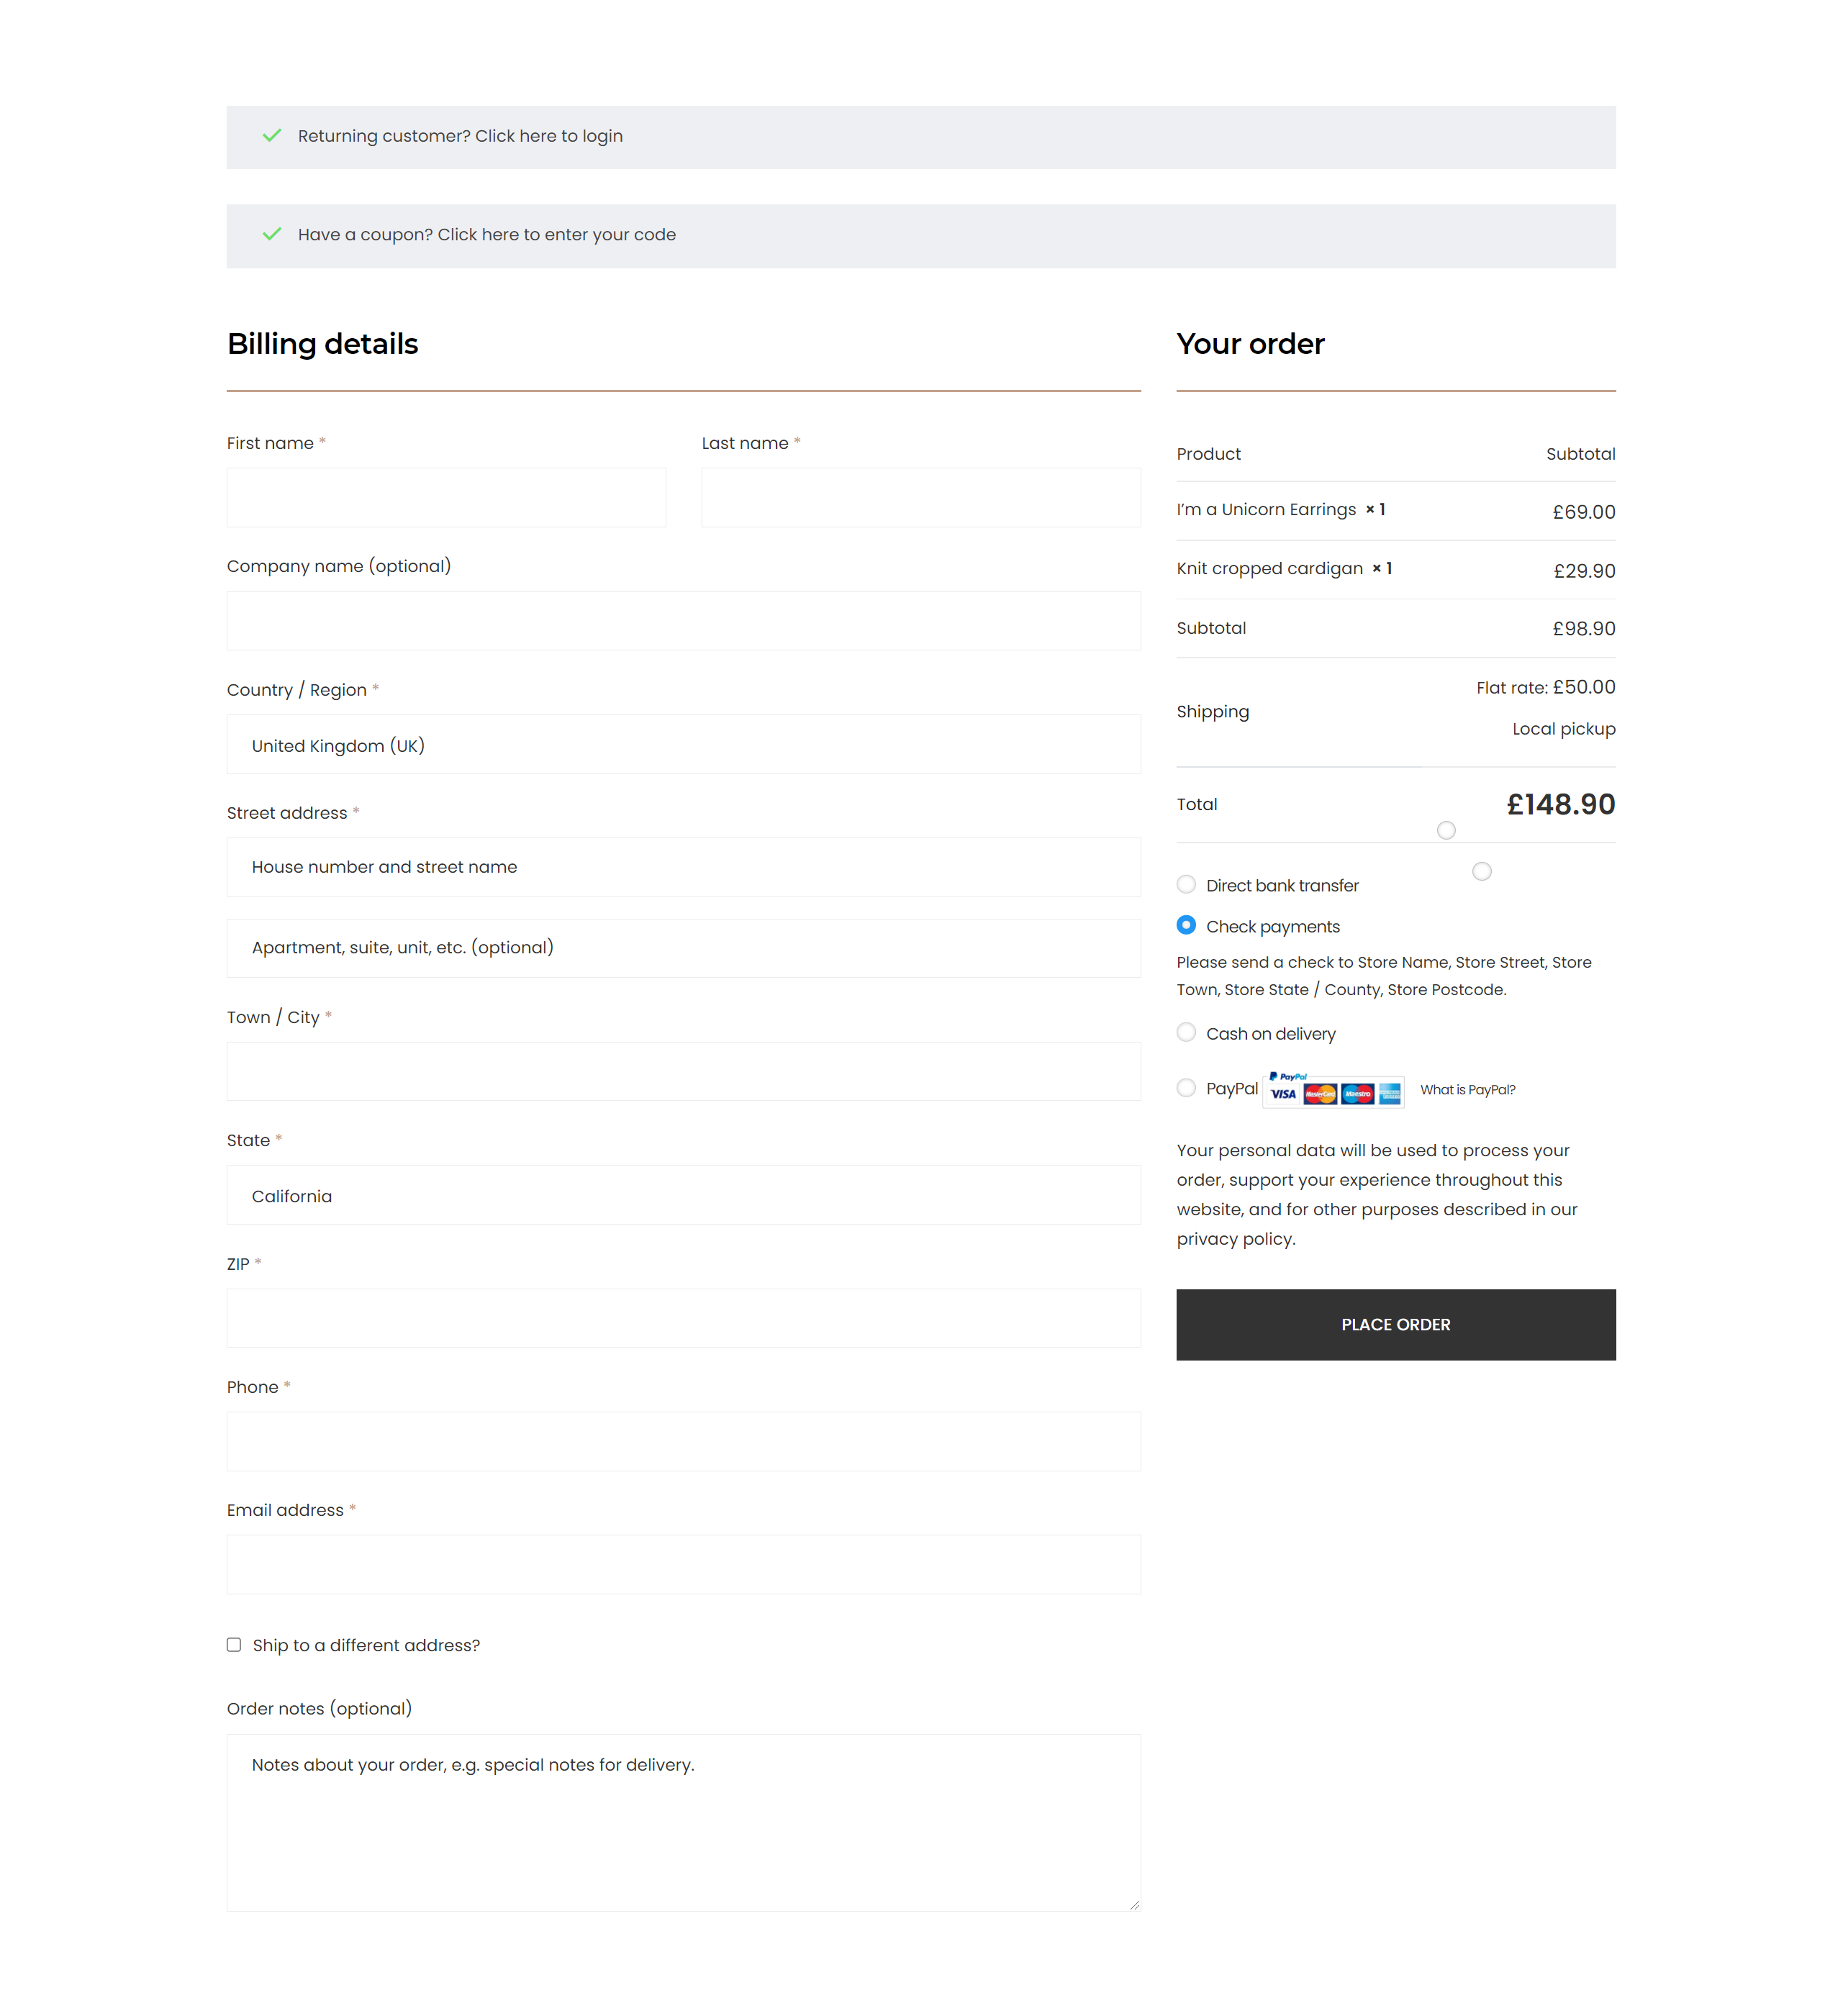 Returning customer? Click here to login
Have a coupon? Click here to enter your code
Billing details
First name *
Last name *
Company name (optional)
Country / Region *
United Kingdom (UK)
Street address *
House number and street name
Apartment, suite, unit, etc. (optional)
Town / City *
State *
California
ZIP *
Phone *
Email address *
Ship to a different address?
Order notes (optional)
Notes about your order, e.g. special notes for delivery.
Your order
Product Subtotal
I’m a Unicorn Earrings × 1 £69.00
Knit cropped cardigan × 1 £29.90
Subtotal £98.90
Shipping
Flat rate: £50.00
Local pickup
Total £148.90
Direct bank transfer
Check payments
Please send a check to Store Name, Store Street, Store
Town, Store State / County, Store Postcode.
Cash on delivery
PayPal PayPal VISA MasterCard Maestro What is PayPal?
Your personal data will be used to process your
order, support your experience throughout this
website, and for other purposes described in our
privacy policy.
PLACE ORDER